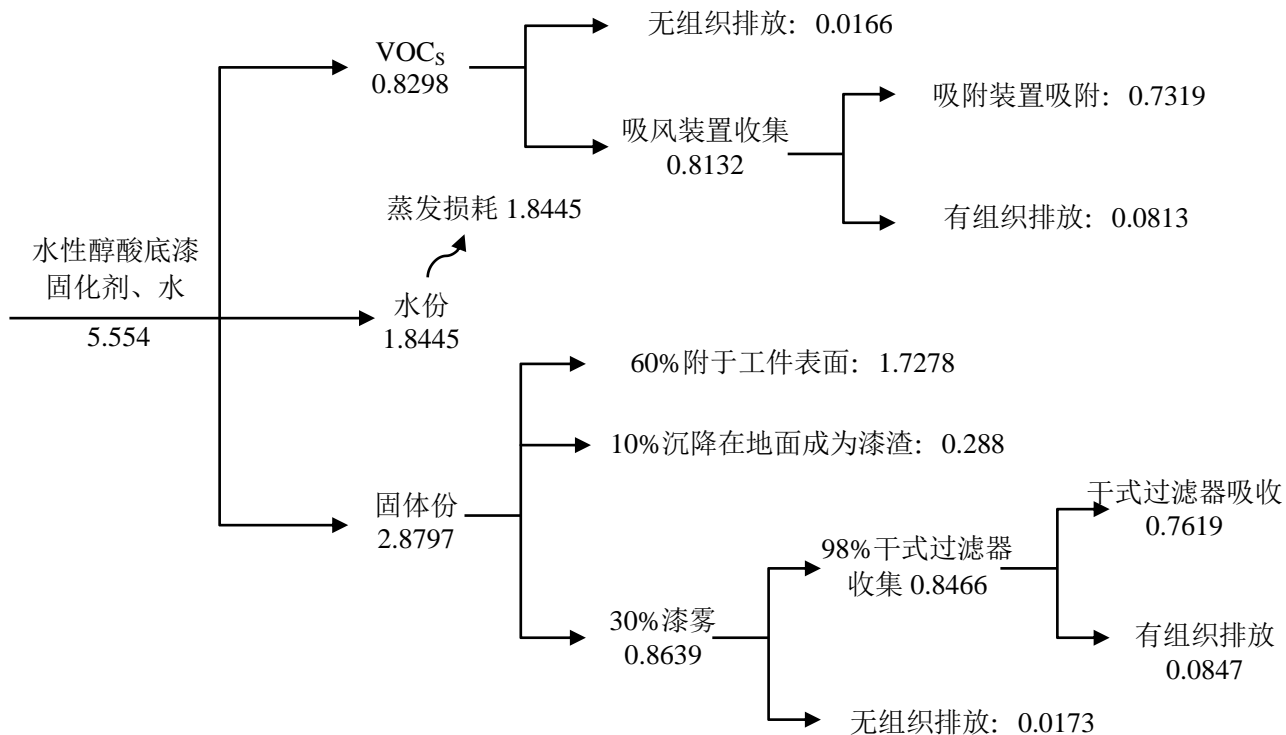 无组织排放：0.0166
VOCs
0.8298
吸附装置吸附：0.7319
吸风装置收集
0.8132
蒸发损耗 1.8445
有组织排放：0.0813
水性醇酸底漆
固化剂、水
5.554
水份
1.8445
60%附于工件表面：1.7278
10%沉降在地面成为漆渣：0.288
固体份
2.8797
干式过滤器吸收
0.7619
98%干式过滤器
收集 0.8466
30%漆雾
0.8639
有组织排放
0.0847
无组织排放：0.0173